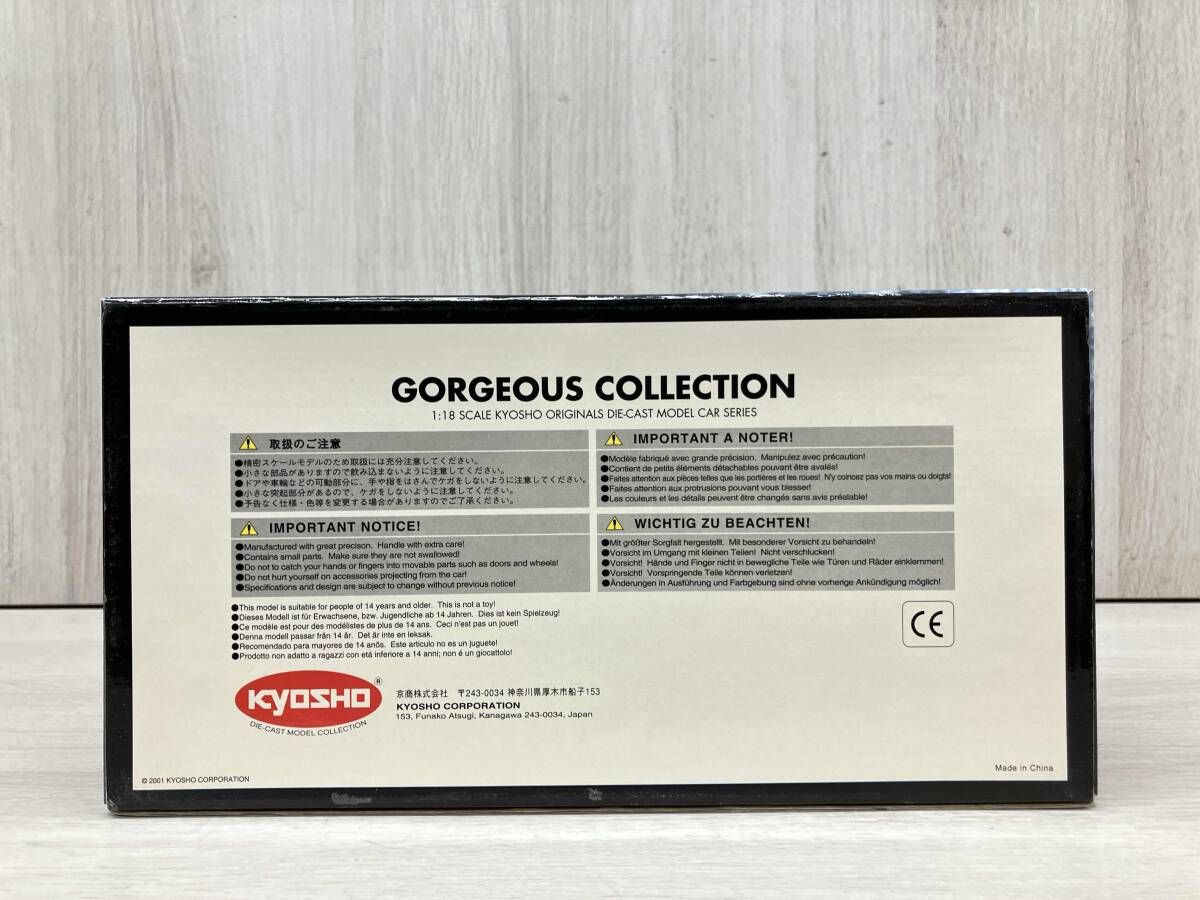 GORGEOUS COLLECTION
1:18 SCALE KYOSHO ORIGINALS DIE-CAST MODEL CAR SERIES
取扱のご注意
●精密スケールモデルのため取扱には充分注意してください。
●小さな部品がありますので飲み込まないように注意してください。
●ドアや車輪などの可動部分に、手や指をはさんでケガをしないように注意してください。
●小さな突起部分があるので、ケガをしないように注意してください。
●予告なく仕様・色等を変更する場合がありますのでご了承ください。
IMPORTANT NOTICE!
●Manufactured with great precison. Handle with extra care!
●Contains small parts. Make sure they are not swallowed!
●Do not to catch your hands or fingers into movable parts such as doors and wheels!
●Do not hurt yourself on accessories projecting from the car!
●Specifications and design are subject to change without previous notice!
IMPORTANT A NOTER!
●Modèle fabriqué avec grande précision. Manipulez avec précaution!
●Contient de petits éléments détachables pouvant être avalés!
●Faites attention aux pièces telles que les portières et les roues! N'y coincez pas vos mains ou doigts!
●Faites attention aux protrusions pouvant vous blesser!
●Les couleurs et les détails peuvent être changés sans avis préalable!
WICHTIG ZU BEACHTEN!
●Mit größter Sorgfalt hergestellt. Mit besonderer Vorsicht zu behandeln!
●Vorsicht im Umgang mit kleinen Teilen! Nicht verschlucken!
●Vorsicht! Hände und Finger nicht in bewegliche Teile wie Türen und Räder einklemmen!
●Vorsicht! Vorspringende Teile können verletzen!
●Änderungen in Ausführung und Farbgebung sind ohne vorherige Ankündigung möglich!
●This model is suitable for people of 14 years and older. This is not a toy!
●Dieses Modell ist für Erwachsene, bzw. Jugendliche ab 14 Jahren. Dies ist kein Spielzeug!
●Ce modèle est pour des modélistes de plus de 14 ans. Ceci n'est pas un jouet!
●Denna modell passar från 14 år. Det är inte en leksak.
●Recomendado para mayores de 14 anõs. Este articulo no es un juguete!
●Prodotto non adatto a ragazzi con etá inferiore a 14 anni; non é un giocattolo!
CE
KYOSHO®
DIE-CAST MODEL COLLECTION
京商株式会社 〒243-0034 神奈川県厚木市船子153
KYOSHO CORPORATION
153, Funako Atsugi, Kanagawa 243-0034, Japan
© 2001 KYOSHO CORPORATION
Made in China